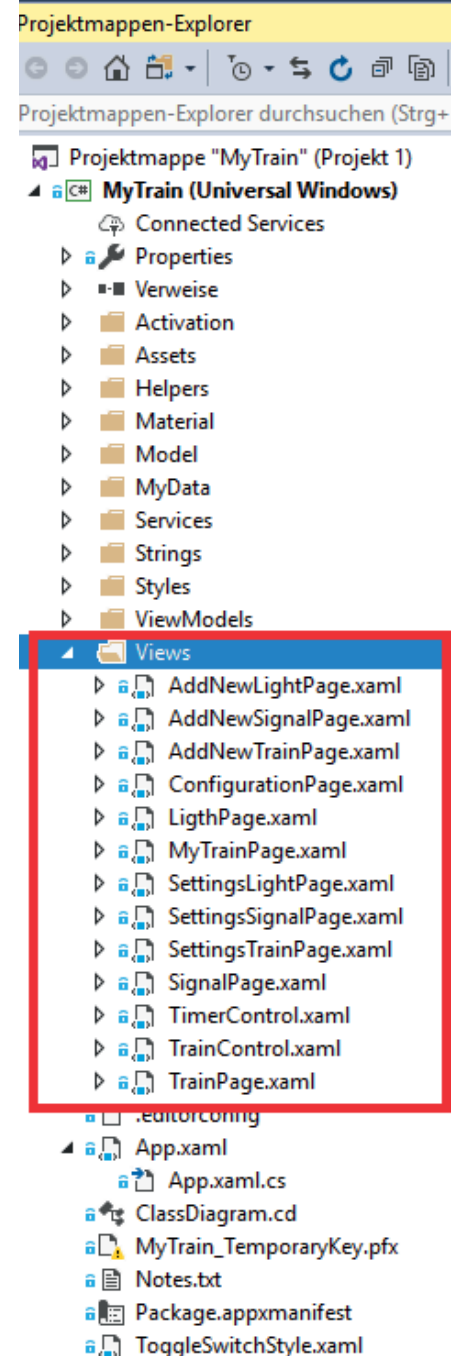 Projektmappen-Explorer
Projektmappen-Explorer durchsuchen (Strg+
Projektmappe "MyTrain" (Projekt 1)
C# MyTrain (Universal Windows)
Connected Services
Properties
Verweise
Activation
Assets
Helpers
Material
Model
MyData
Services
Strings
Styles
ViewModels
Views
AddNewLightPage.xaml
AddNewSignalPage.xaml
AddNewTrainPage.xaml
ConfigurationPage.xaml
LigthPage.xaml
MyTrainPage.xaml
SettingsLightPage.xaml
SettingsSignalPage.xaml
SettingsTrainPage.xaml
SignalPage.xaml
TimerControl.xaml
TrainControl.xaml
TrainPage.xaml
.editorconfig
App.xaml
App.xaml.cs
ClassDiagram.cd
MyTrain_TemporaryKey.pfx
Notes.txt
Package.appxmanifest
ToggleSwitchStyle.xaml